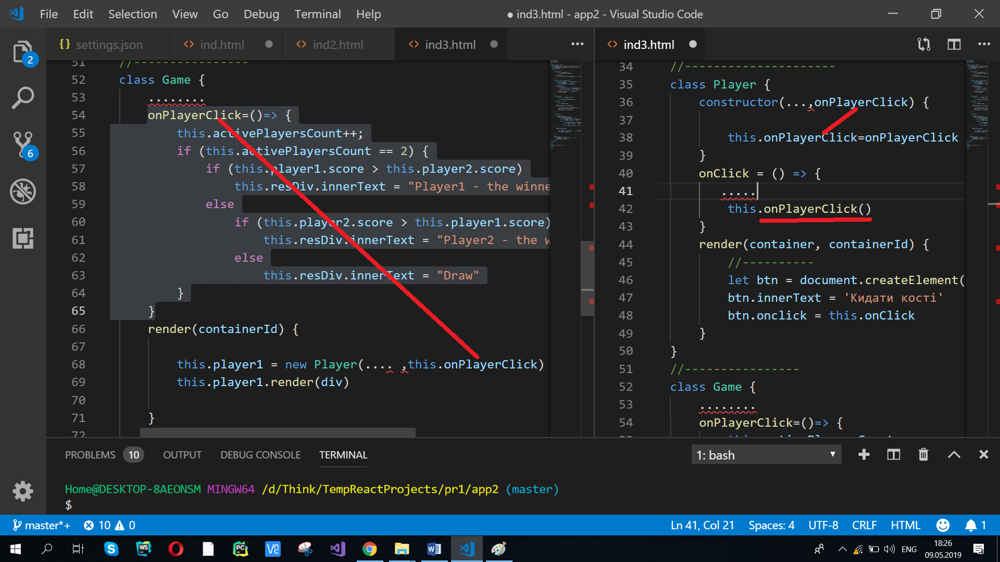 File Edit Selection View Go Debug Terminal Help
● ind3.html - app2 - Visual Studio Code
{} settings.json
<> ind.html
<> ind2.html
<> ind3.html
51 //----------------
52 class Game {
53 ........
54 onPlayerClick=()=> {
55 this.activePlayersCount++;
56 if (this.activePlayersCount == 2) {
57 if (this.player1.score > this.player2.score)
58 this.resDiv.innerText = "Player1 - the winne
59 else
60 if (this.player2.score > this.player1.score)
61 this.resDiv.innerText = "Player2 - the w
62 else
63 this.resDiv.innerText = "Draw"
64 }
65 }
66 render(containerId) {
67
68 this.player1 = new Player(.... ,this.onPlayerClick)
69 this.player1.render(div)
70
71 }
72
<> ind3.html
34 //---------------------
35 class Player {
36 constructor(...,onPlayerClick) {
37
38 this.onPlayerClick=onPlayerClick
39 }
40 onClick = () => {
41 .....
42 this.onPlayerClick()
43 }
44 render(container, containerId) {
45 //----------
46 let btn = document.createElement(
47 btn.innerText = 'Кидати кості'
48 btn.onclick = this.onClick
49 }
50 }
51 //----------------
52 class Game {
53 ........
54 onPlayerClick=()=> {
2
6
PROBLEMS 10 OUTPUT DEBUG CONSOLE TERMINAL
1: bash
Home@DESKTOP-8AEONSM MINGW64 /d/Think/TempReactProjects/pr1/app2 (master)
$
master*+ 10 0
Ln 41, Col 21 Spaces: 4 UTF-8 CRLF HTML 1
WS
PC
ENG
18:26
09.05.2019